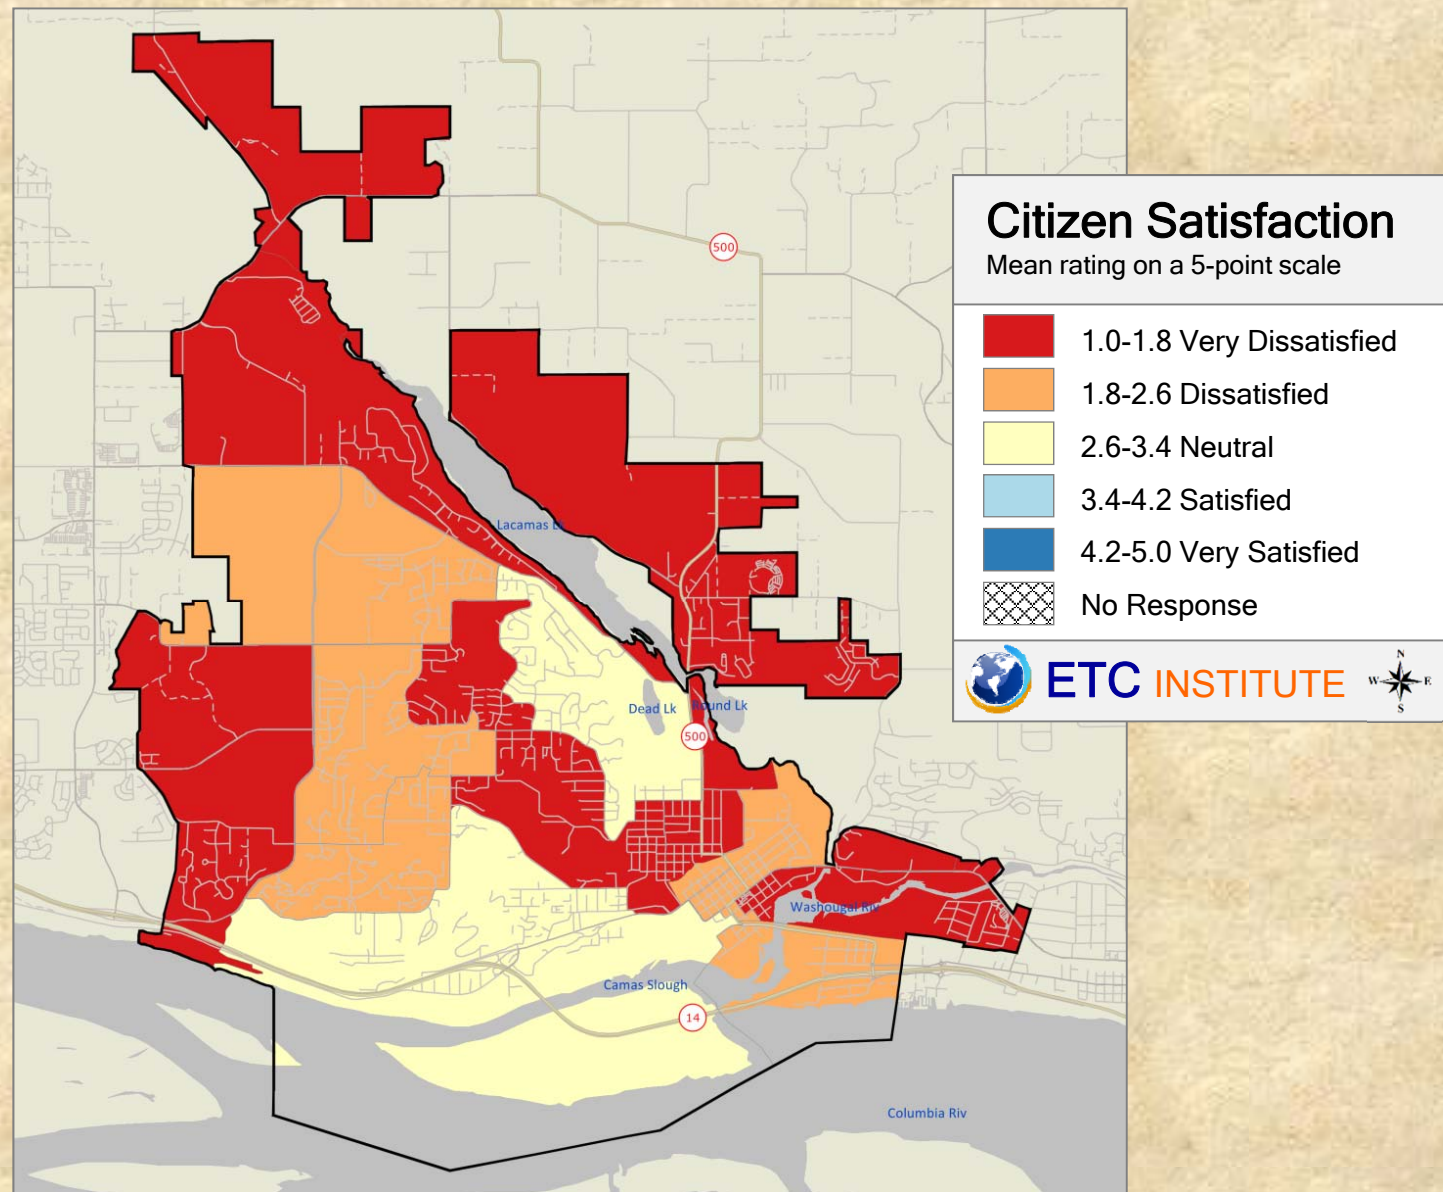 500
Citizen Satisfaction
Mean rating on a 5-point scale
1.0-1.8 Very Dissatisfied
1.8-2.6 Dissatisfied
2.6-3.4 Neutral
3.4-4.2 Satisfied
4.2-5.0 Very Satisfied
No Response
ETC INSTITUTE
N
W E
S
Lacamas Lk
Dead Lk
Round Lk
500
Washougal Riv
Camas Slough
14
Columbia Riv